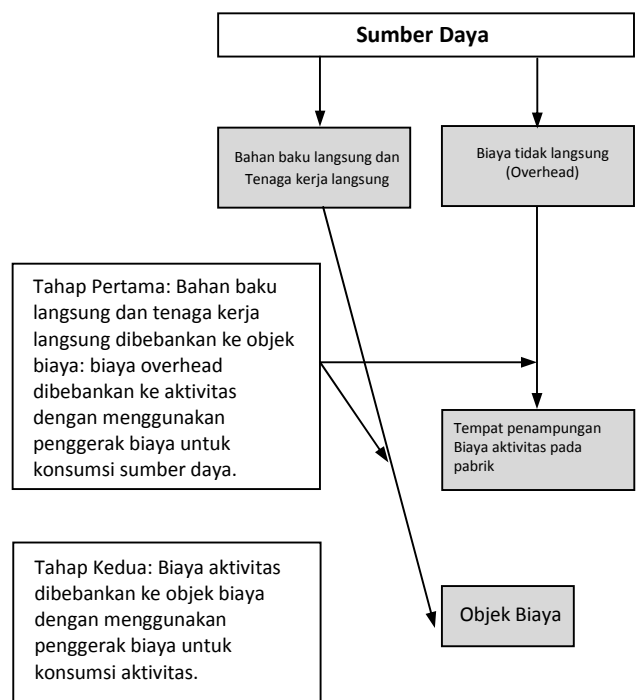 Sumber Daya
Bahan baku langsung dan
Tenaga kerja langsung
Biaya tidak langsung
(Overhead)
Tahap Pertama: Bahan baku
langsung dan tenaga kerja
langsung dibebankan ke objek
biaya: biaya overhead
dibebankan ke aktivitas
dengan menggunakan
penggerak biaya untuk
konsumsi sumber daya.
Tempat penampungan
Biaya aktivitas pada
pabrik
Tahap Kedua: Biaya aktivitas
dibebankan ke objek biaya
dengan menggunakan
penggerak biaya untuk
konsumsi aktivitas.
Objek Biaya